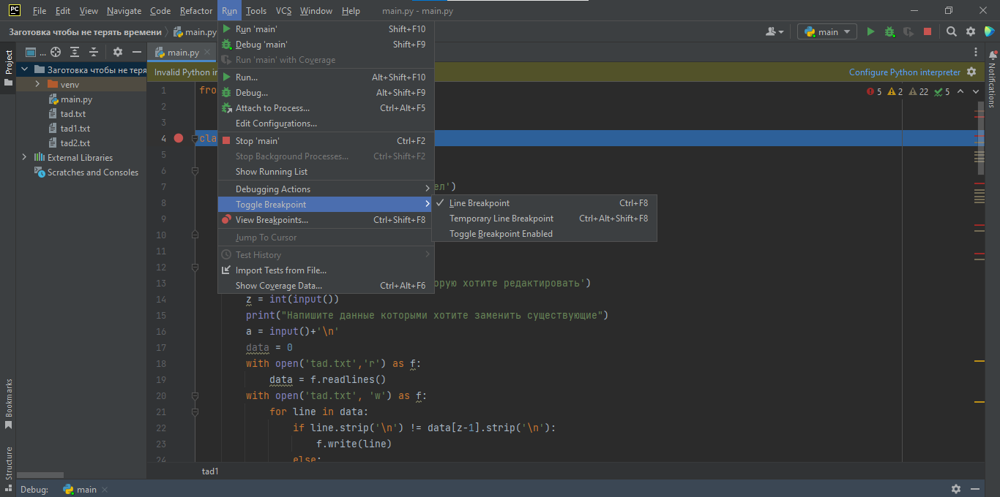 PC File Edit View Navigate Code Refactor Run Tools VCS Window Help main.py - main.py
Заготовка чтобы не терять времени main.py main
Project ... main.py
Заготовка чтобы не теря
venv
main.py
tad.txt
tad1.txt
tad2.txt
External Libraries
Scratches and Consoles
Bookmarks
Structure
Run 'main' Shift+F10
Debug 'main' Shift+F9
Run 'main' with Coverage
Run... Alt+Shift+F10
Debug... Alt+Shift+F9
Attach to Process... Ctrl+Alt+F5
Edit Configurations...
Stop 'main' Ctrl+F2
Stop Background Processes... Ctrl+Shift+F2
Show Running List
Debugging Actions
Toggle Breakpoint
View Breakpoints... Ctrl+Shift+F8
Jump To Cursor
Test History
Import Tests from File...
Show Coverage Data... Ctrl+Alt+F6
Line Breakpoint Ctrl+F8
Temporary Line Breakpoint Ctrl+Alt+Shift+F8
Toggle Breakpoint Enabled
Invalid Python in Configure Python interpreter
5 2 22 5
Notifications
1 fro
2
3
4 cla
5
6
7 ел')
8
9
10
11
12
13 орую хотите редактировать')
14 z = int(input())
15 print("Напишите данные которыми хотите заменить существующие")
16 a = input()+'\n'
17 data = 0
18 with open('tad.txt','r') as f:
19 data = f.readlines()
20 with open('tad.txt', 'w') as f:
21 for line in data:
22 if line.strip('\n') != data[z-1].strip('\n'):
23 f.write(line)
24 else:
tad1
Debug: main